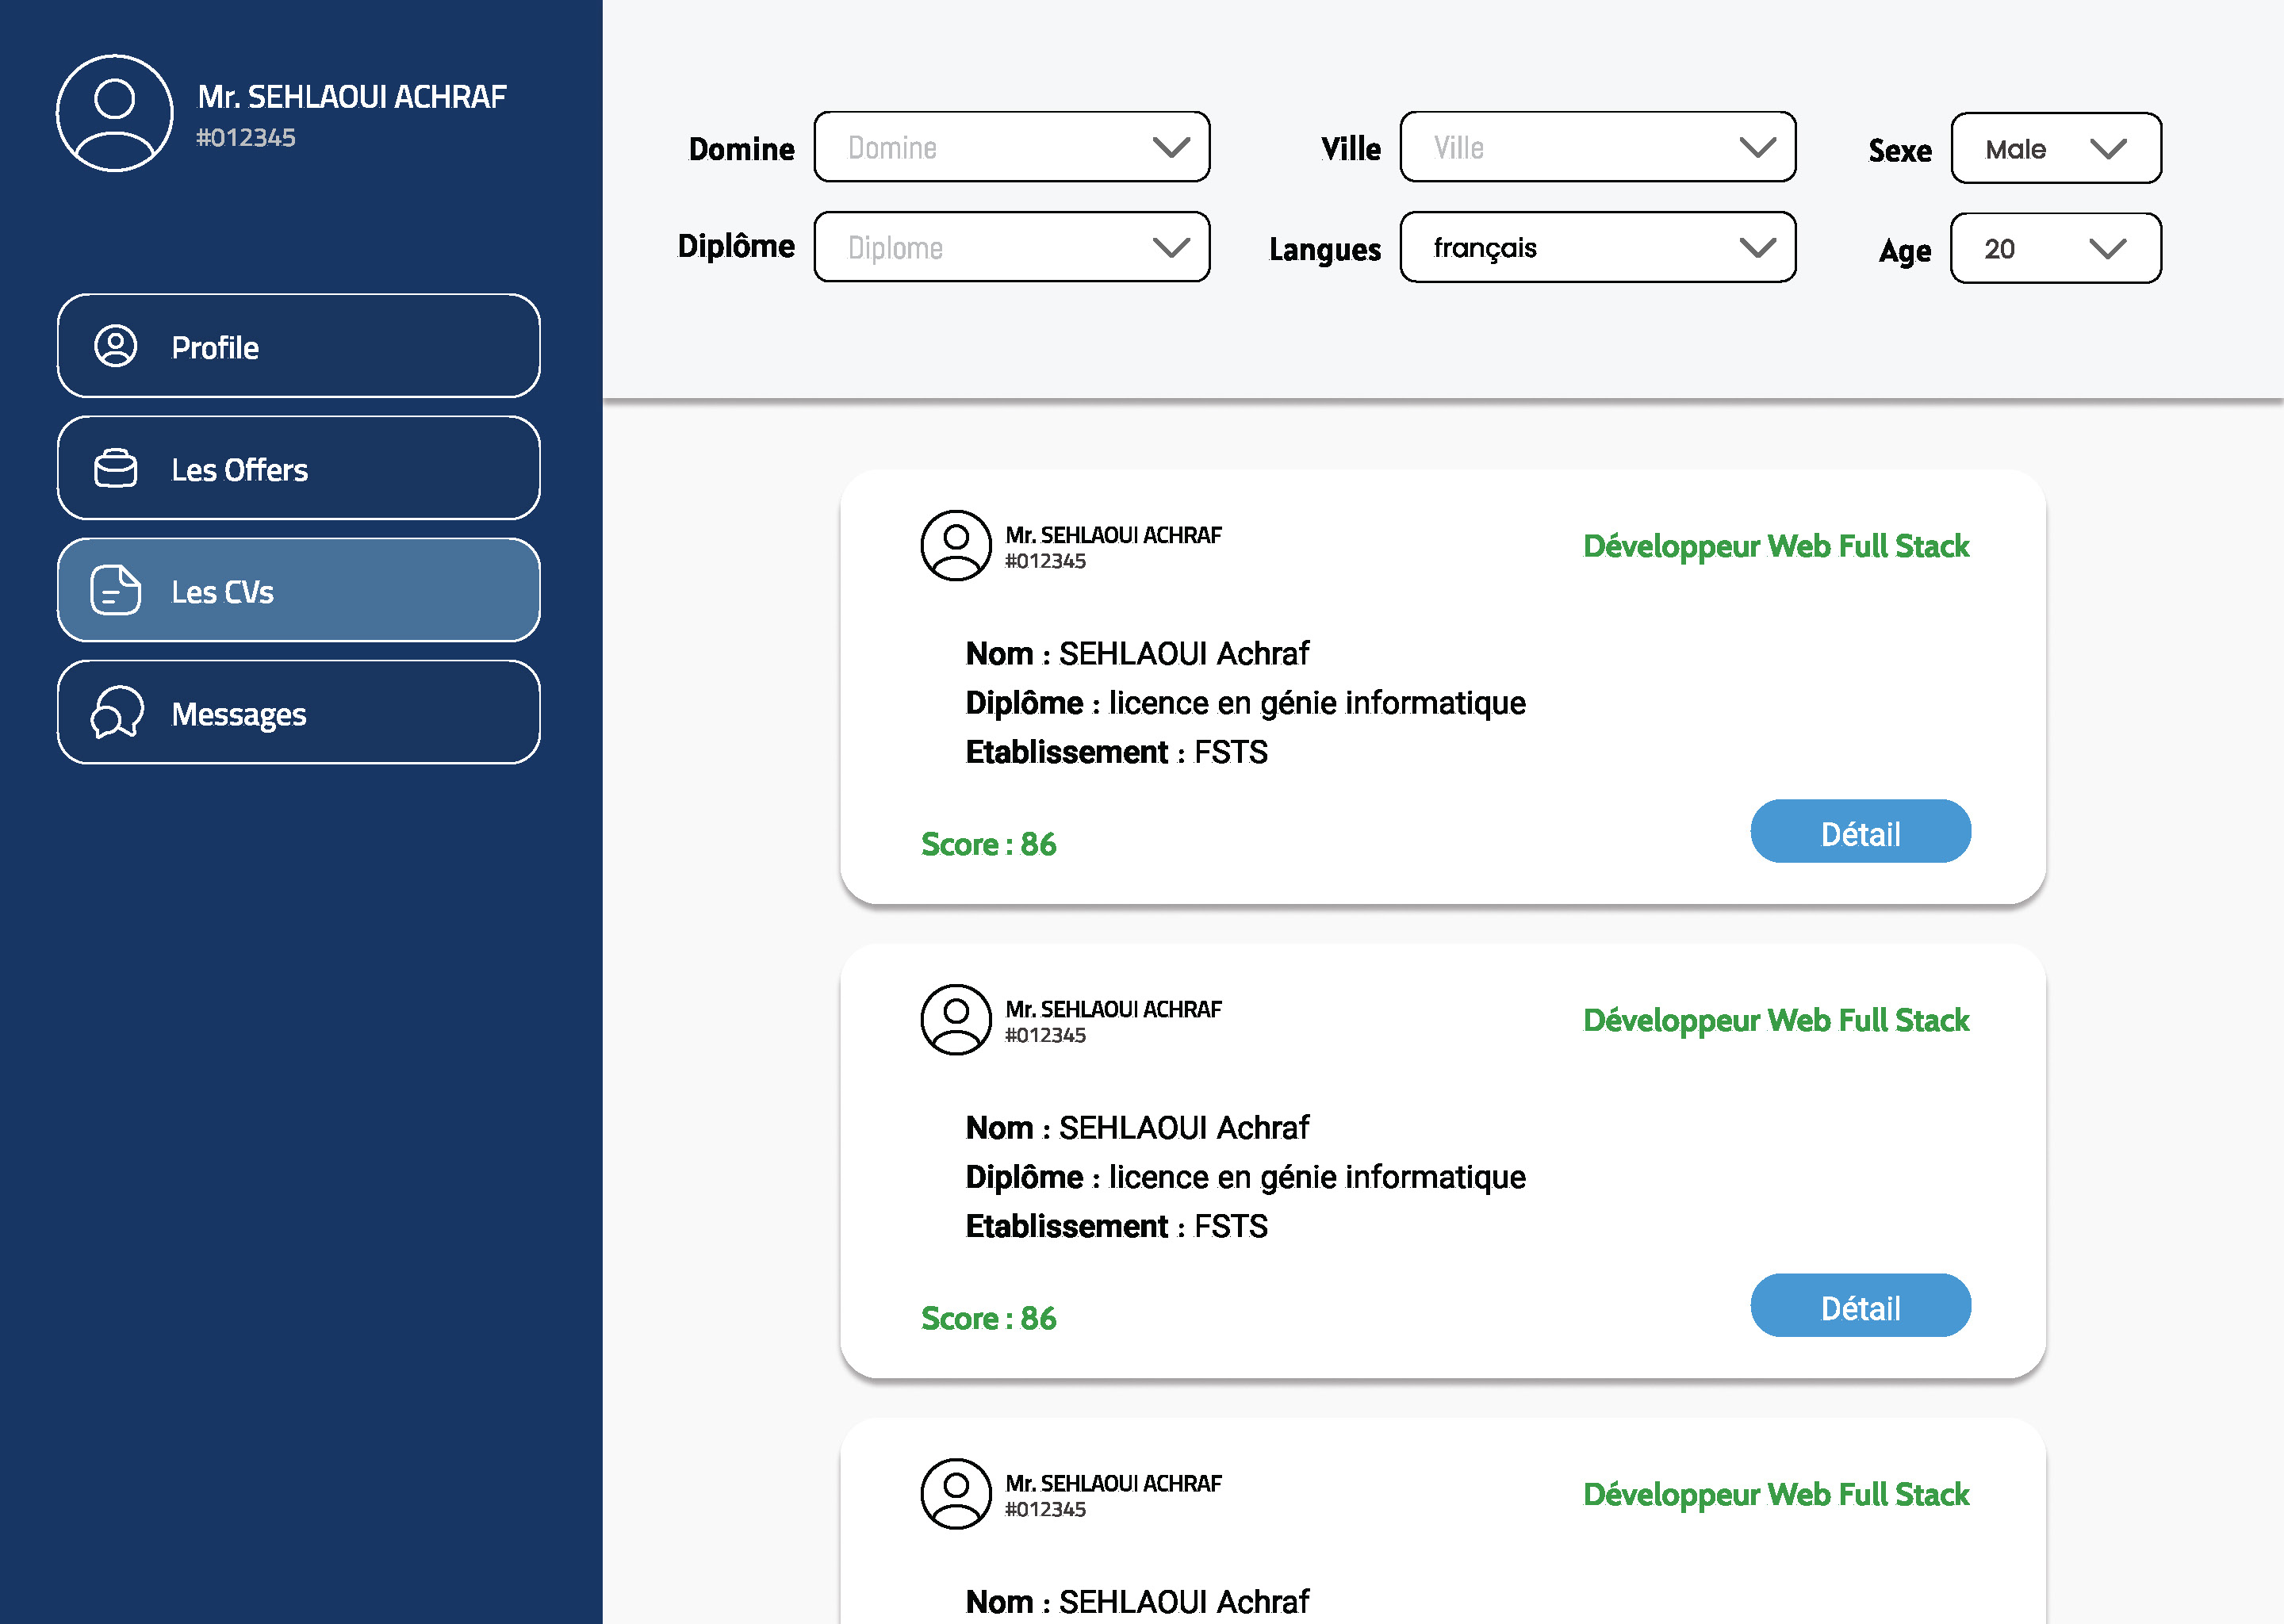 Mr. SEHLAOUI ACHRAF
#012345
Profile
Les Offers
Les CVs
Messages
Domine Domine Ville Ville Sexe Male
Diplôme Diplome Langues français Age 20
Mr. SEHLAOUI ACHRAF
#012345
Développeur Web Full Stack
Nom : SEHLAOUI Achraf
Diplôme : licence en génie informatique
Etablissement : FSTS
Score : 86
Détail
Mr. SEHLAOUI ACHRAF
#012345
Développeur Web Full Stack
Nom : SEHLAOUI Achraf
Diplôme : licence en génie informatique
Etablissement : FSTS
Score : 86
Détail
Mr. SEHLAOUI ACHRAF
#012345
Développeur Web Full Stack
Nom : SEHLAOUI Achraf